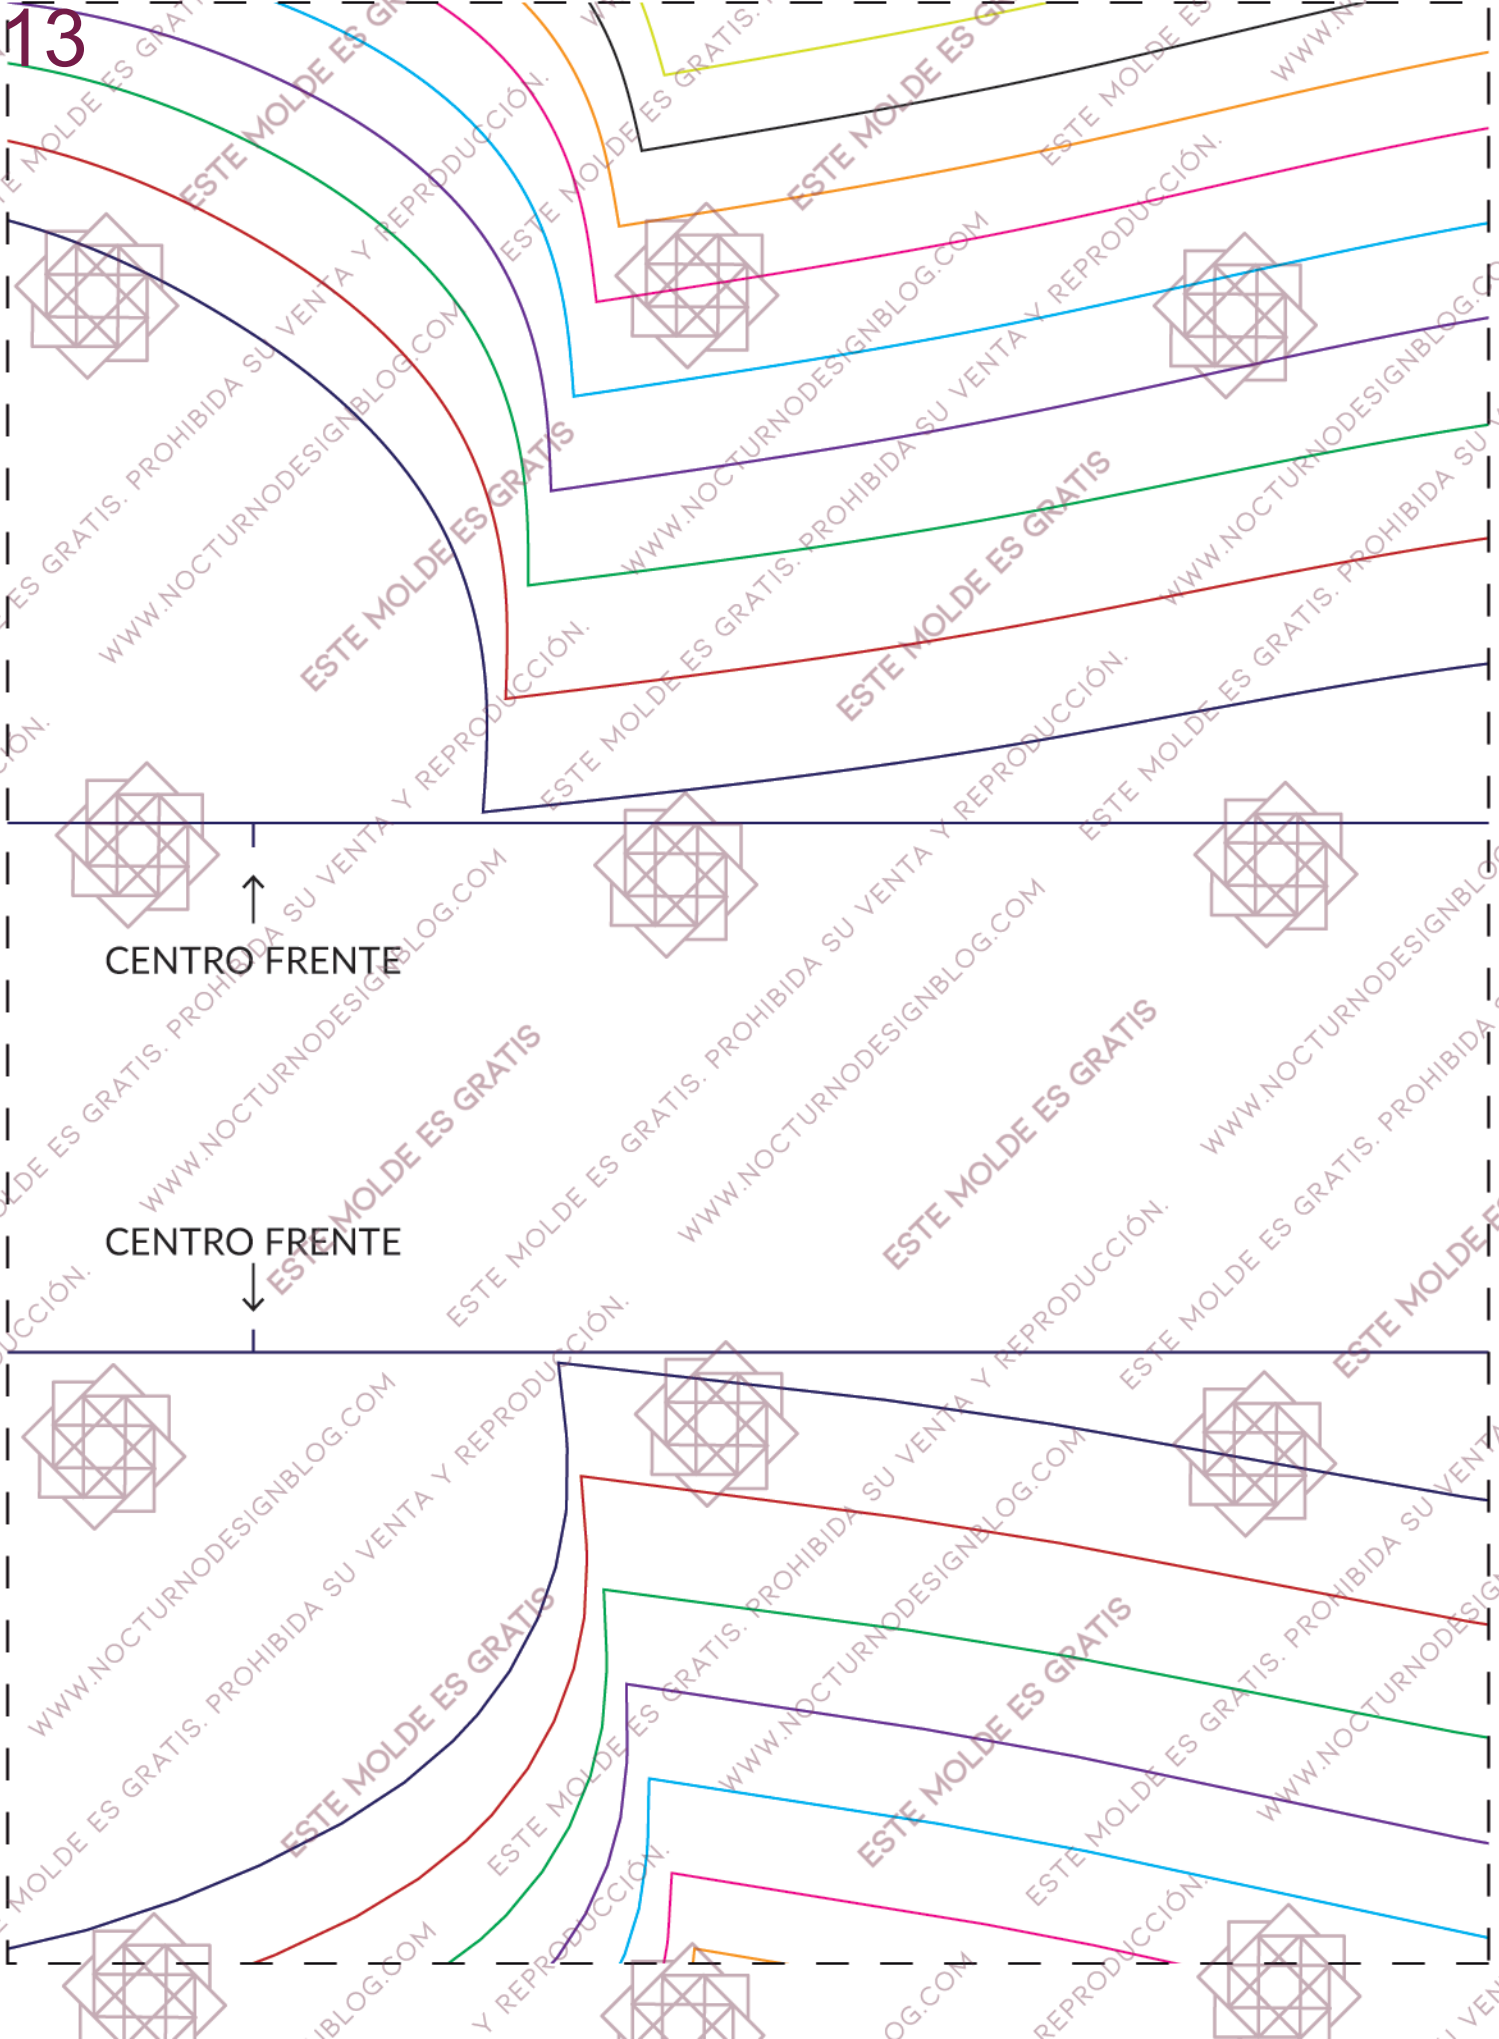 13
ESTE MOLDE ES GRATIS. PROHIBIDA SU VENTA Y REPRODUCCIÓN.
WWW.NOCTURNODESIGNBLOG.COM
ESTE MOLDE ES GRATIS
CENTRO FRENTE
CENTRO FRENTE